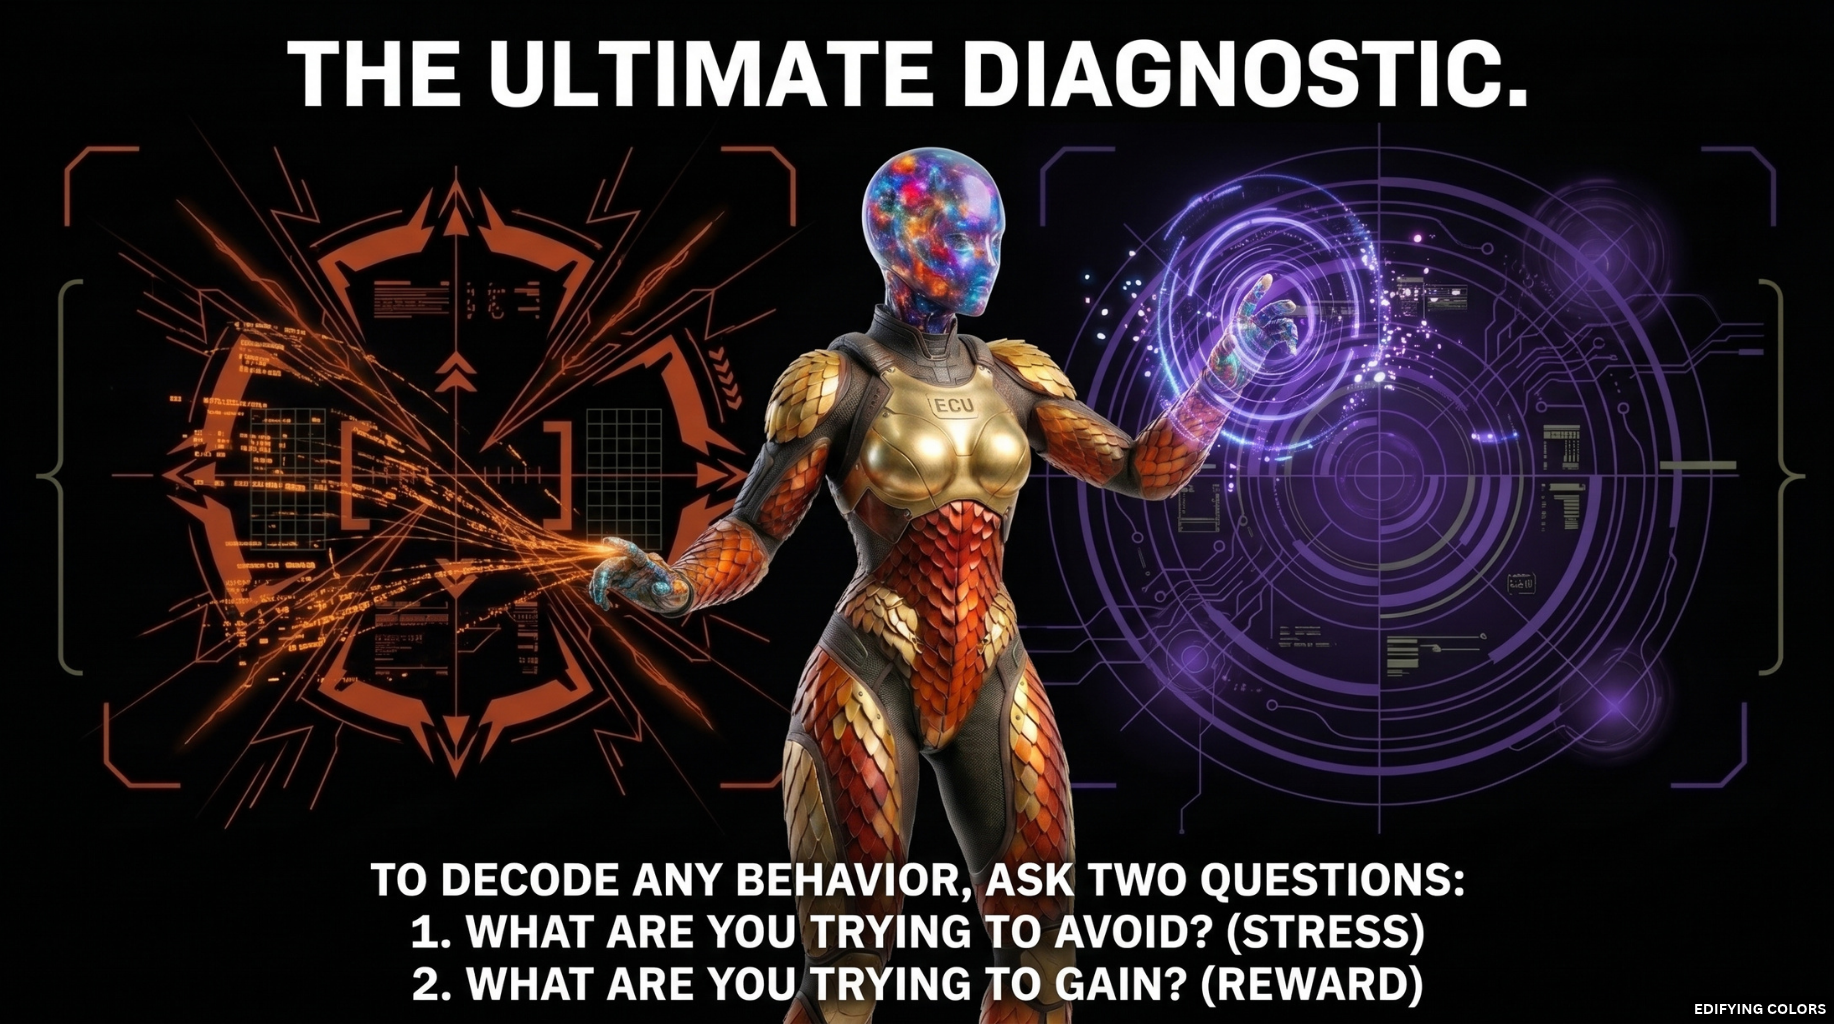 THE ULTIMATE DIAGNOSTIC.
ECU
TO DECODE ANY BEHAVIOR, ASK TWO QUESTIONS:
1. WHAT ARE YOU TRYING TO AVOID? (STRESS)
2. WHAT ARE YOU TRYING TO GAIN? (REWARD)
EDIFYING COLORS